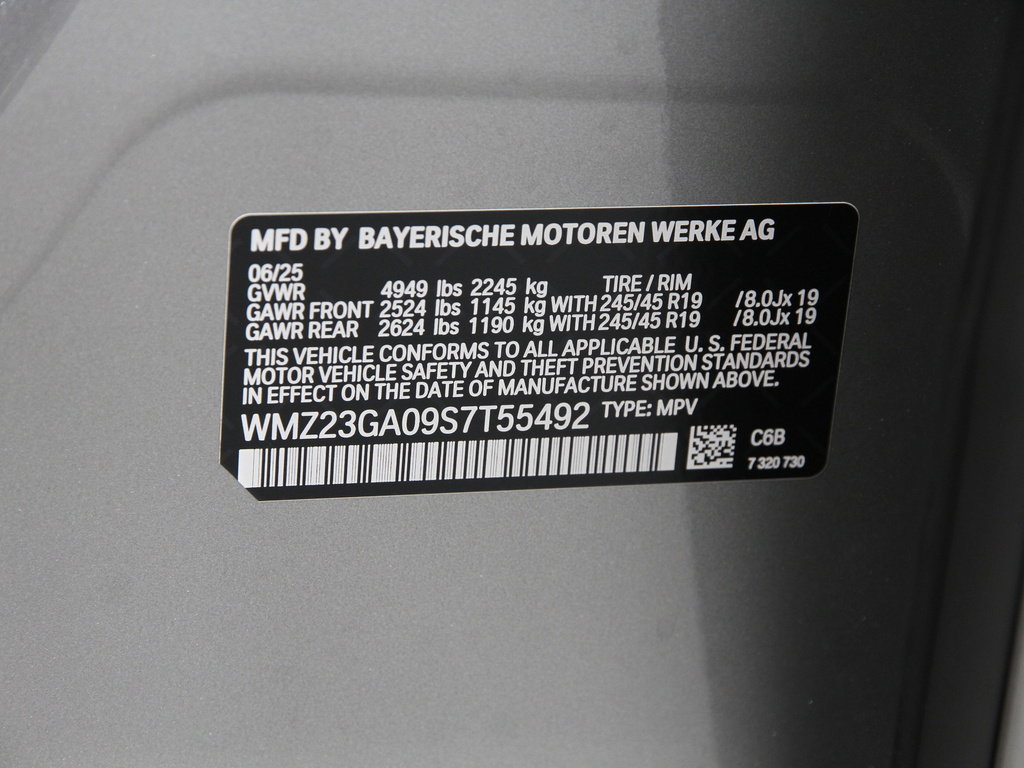 MFD BY BAYERISCHE MOTOREN WERKE AG
06/25
GVWR 4949 lbs 2245 kg TIRE / RIM
GAWR FRONT 2524 lbs 1145 kg WITH 245/45 R19 /8.0Jx 19
GAWR REAR 2624 lbs 1190 kg WITH 245/45 R19 /8.0Jx 19
THIS VEHICLE CONFORMS TO ALL APPLICABLE U. S. FEDERAL
MOTOR VEHICLE SAFETY AND THEFT PREVENTION STANDARDS
IN EFFECT ON THE DATE OF MANUFACTURE SHOWN ABOVE.
WMZ23GA09S7T55492 TYPE: MPV
C6B
7 320 730